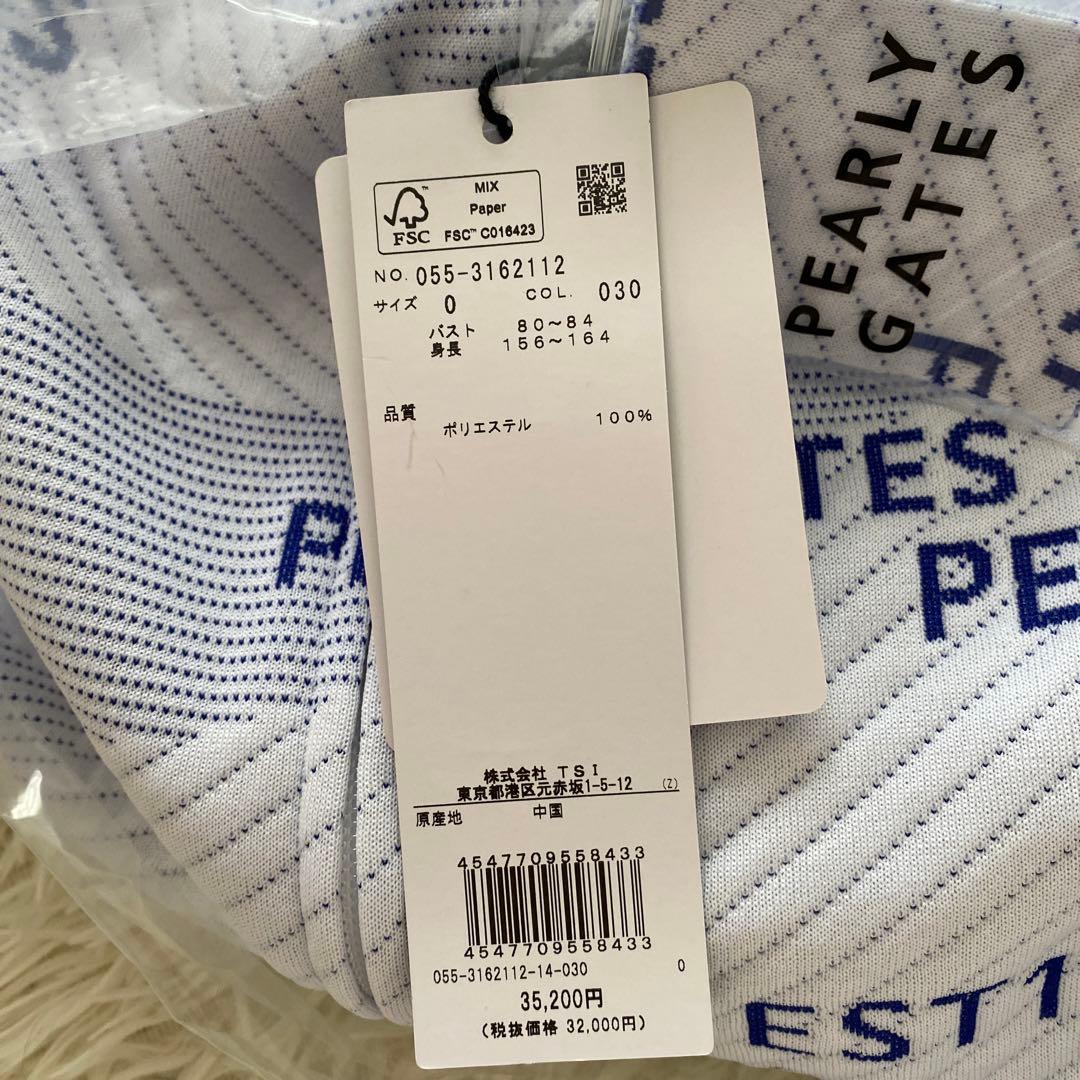 MIX
Paper
FSC™ C016423
FSC
NO. 055-3162112
サイズ 0 COL. 030
バスト 80～84
身長 156～164
品質
ポリエステル 100%
株式会社 TSI
東京都港区元赤坂1-5-12 (Z)
原産地 中国
4547709558433
4547709558433
055-3162112-14-030 0
35,200円
(税抜価格 32,000円)
PEARLY
GATES
TES
PE
EST1